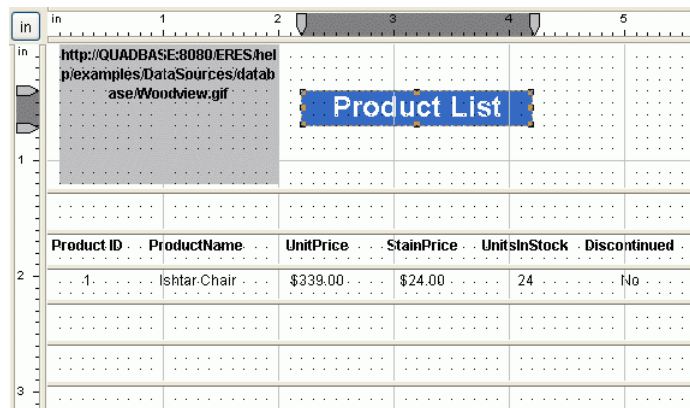 in in 1 2 3 4 5
in
http://QUADBASE:8080/ERES/hel
p/examples/DataSources/datab
ase/Woodview.gif
Product List
1
Product ID ProductName UnitPrice StainPrice UnitsInStock Discontinued
2 1 Ishtar Chair $339.00 $24.00 24 No
3